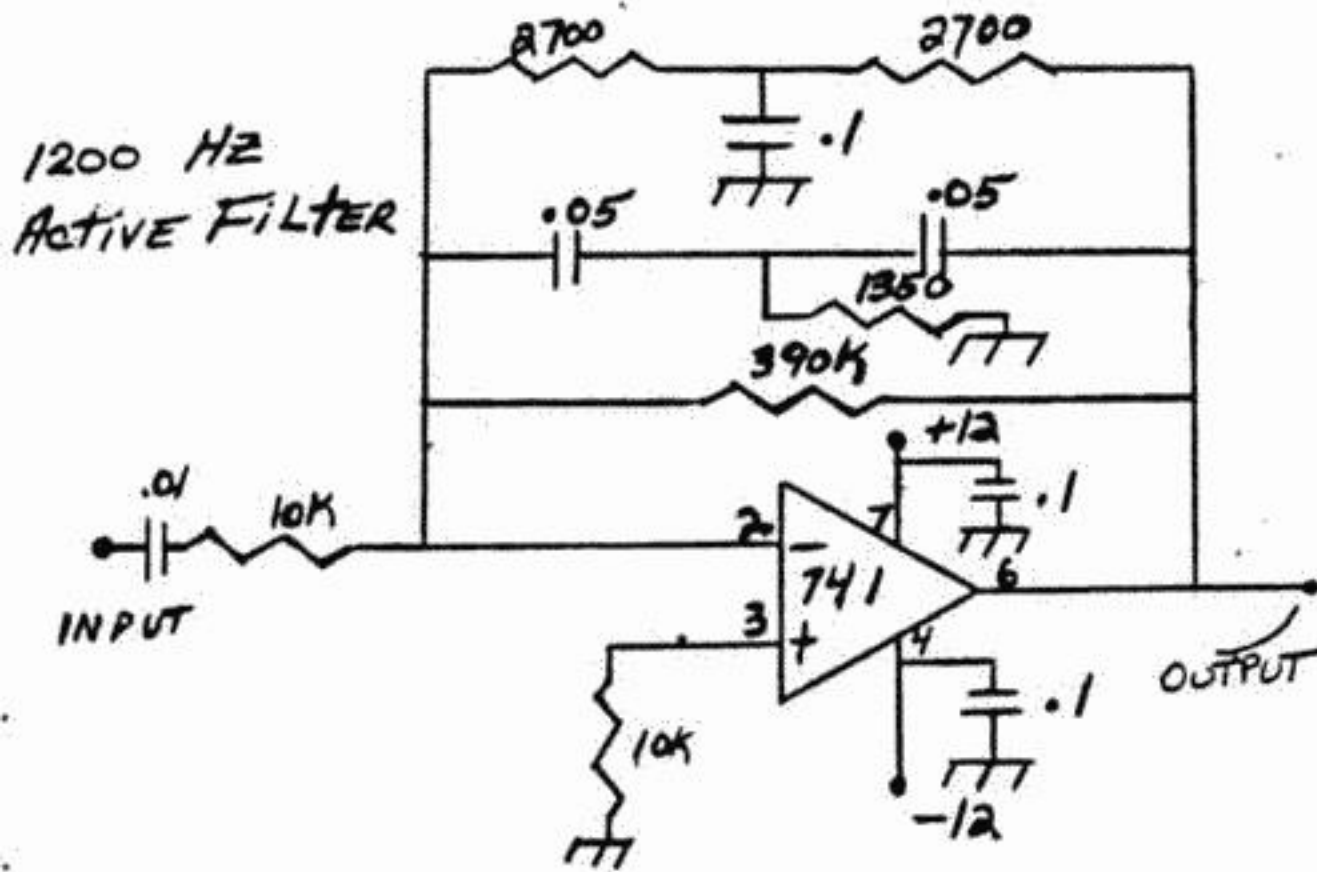 2700
2700
1200 HZ
ACTIVE FILTER
.1
.05
.05
1350
390K
+12
.1
.01
10K
2
7
-
741
6
INPUT
3
+
4
OUTPUT
.1
10K
-12